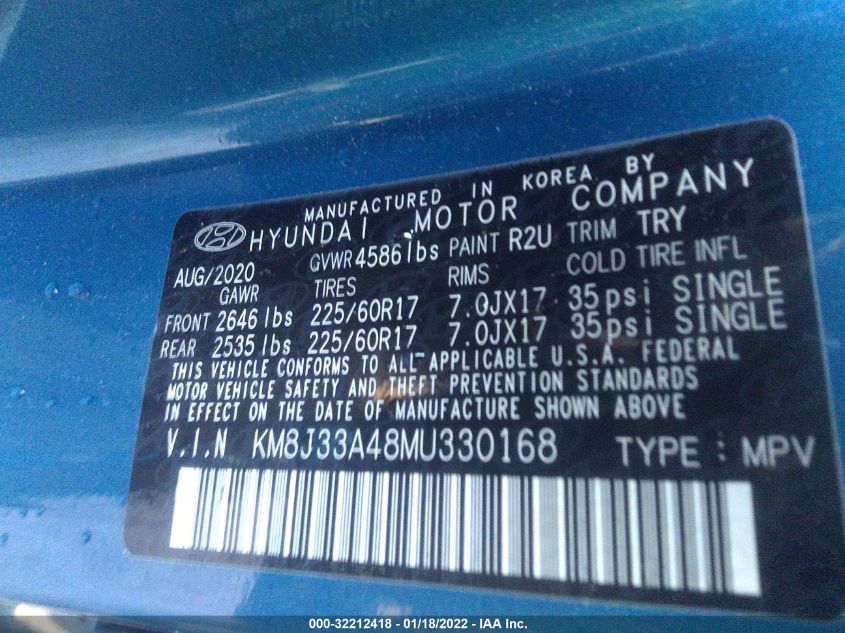 MANUFACTURED IN KOREA BY
HYUNDAI MOTOR COMPANY
AUG/2020 GVWR 4586lbs PAINT R2U TRIM TRY
GAWR TIRES RIMS COLD TIRE INFL
FRONT 2646 lbs 225/60R17 7.0JX17 35psi SINGLE
REAR 2535 lbs 225/60R17 7.0JX17 35psi SINGLE
THIS VEHICLE CONFORMS TO ALL APPLICABLE U.S.A. FEDERAL
MOTOR VEHICLE SAFETY AND THEFT PREVENTION STANDARDS
IN EFFECT ON THE DATE OF MANUFACTURE SHOWN ABOVE
V.I.N KM8J33A48MU330168 TYPE : MPV
000-32212418 - 01/18/2022 - © IAA Inc.